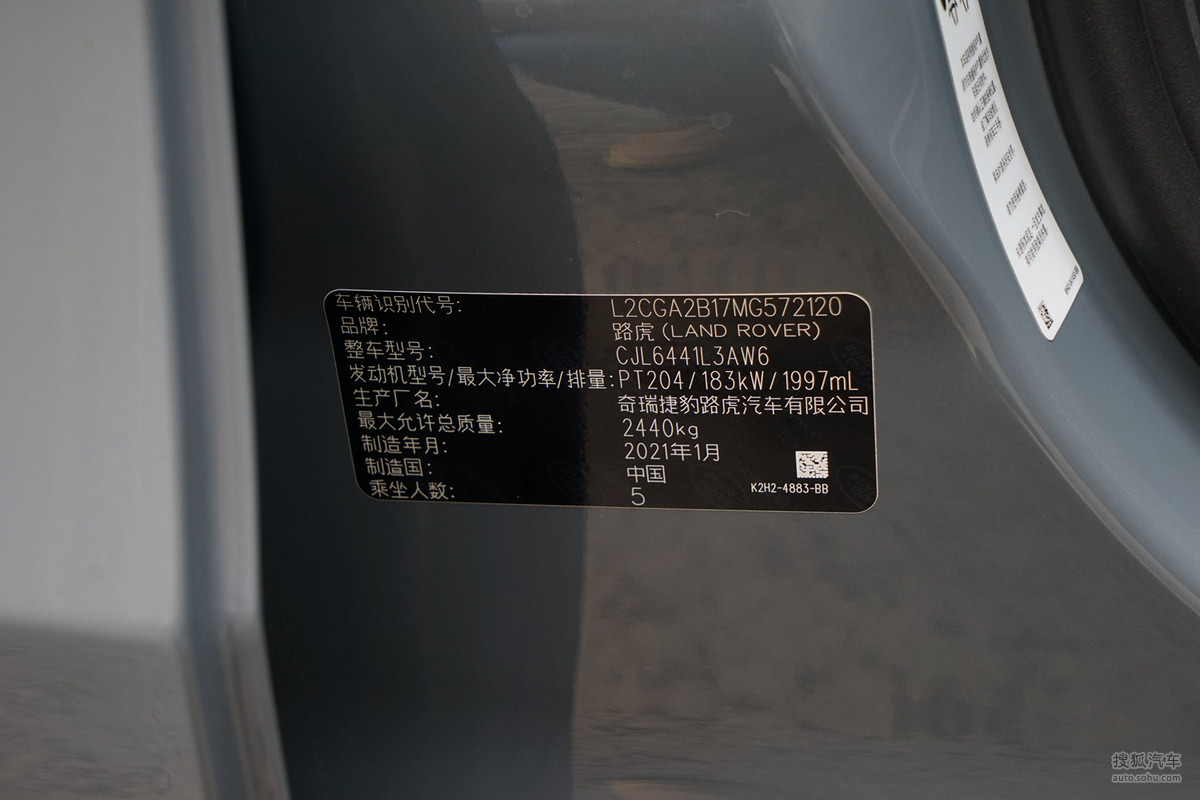 车辆识别代号: L2CGA2B17MG572120
品牌: 路虎 (LAND ROVER)
整车型号: CJL6441L3AW6
发动机型号/最大净功率/排量: PT204/183kW/1997mL
生产厂名: 奇瑞捷豹路虎汽车有限公司
最大允许总质量: 2440kg
制造年月: 2021年1月
制造国: 中国
乘坐人数: 5
K2H2-4883-BB
搜狐汽车
auto.sohu.com